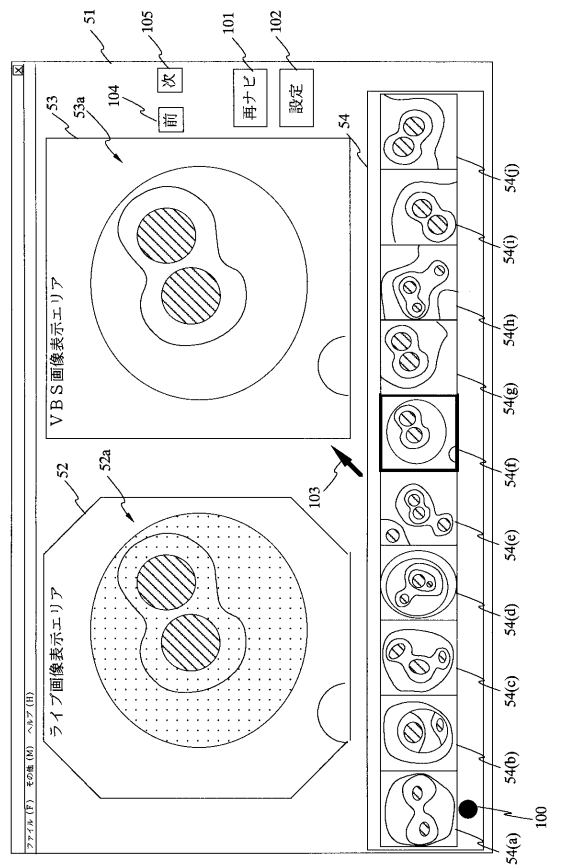 ファイル (F) その他 (M) ヘルプ (H)
ライブ画像表示エリア
52
52a
VBS画像表示エリア
53
53a
103
104
前
105
次
51
101
再ナビ
102
設定
54
54(a)
54(b)
54(c)
54(d)
54(e)
54(f)
54(g)
54(h)
54(i)
54(j)
100